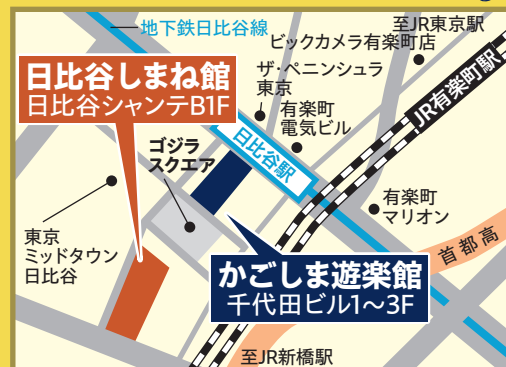 地下鉄日比谷線
至JR東京駅
ビックカメラ有楽町店
ザ・ペニンシュラ
東京
有楽町
電気ビル
JR有楽町駅
日比谷しまね館
日比谷シャンテB1F
ゴジラ
スクエア
日比谷駅
有楽町
マリオン
東京
ミッドタウン
日比谷
首都高
かごしま遊楽館
千代田ビル1〜3F
至JR新橋駅